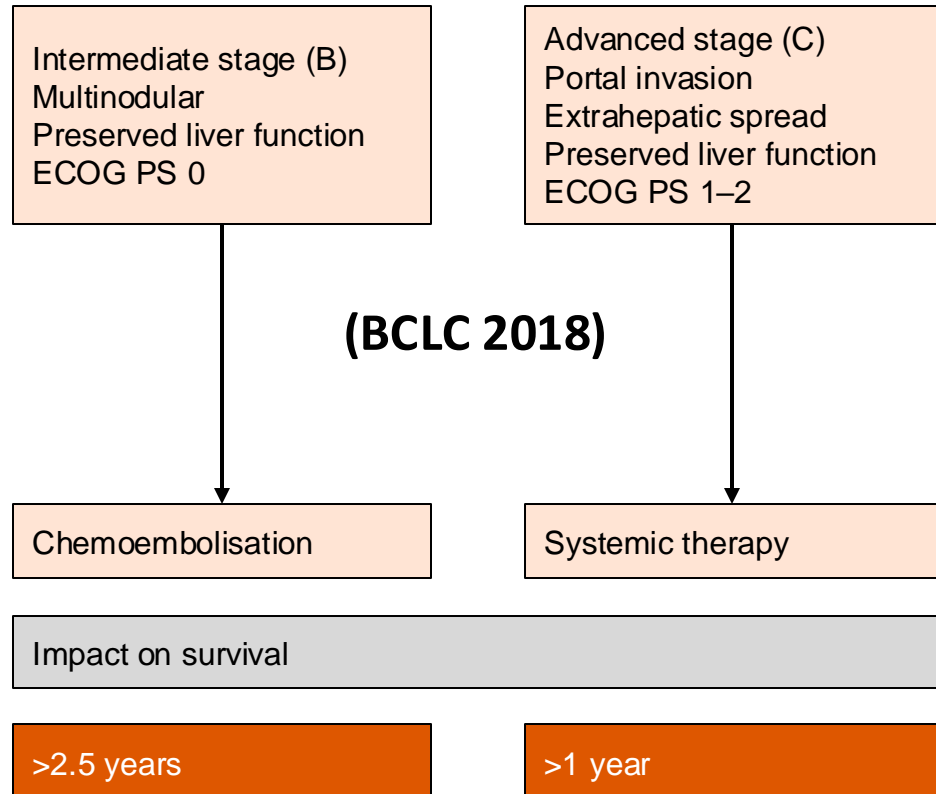 Intermediate stage (B)
Multinodular
Preserved liver function
ECOG PS 0
Advanced stage (C)
Portal invasion
Extrahepatic spread
Preserved liver function
ECOG PS 1–2
(BCLC 2018)
Chemoembolisation
Systemic therapy
Impact on survival
>2.5 years
>1 year